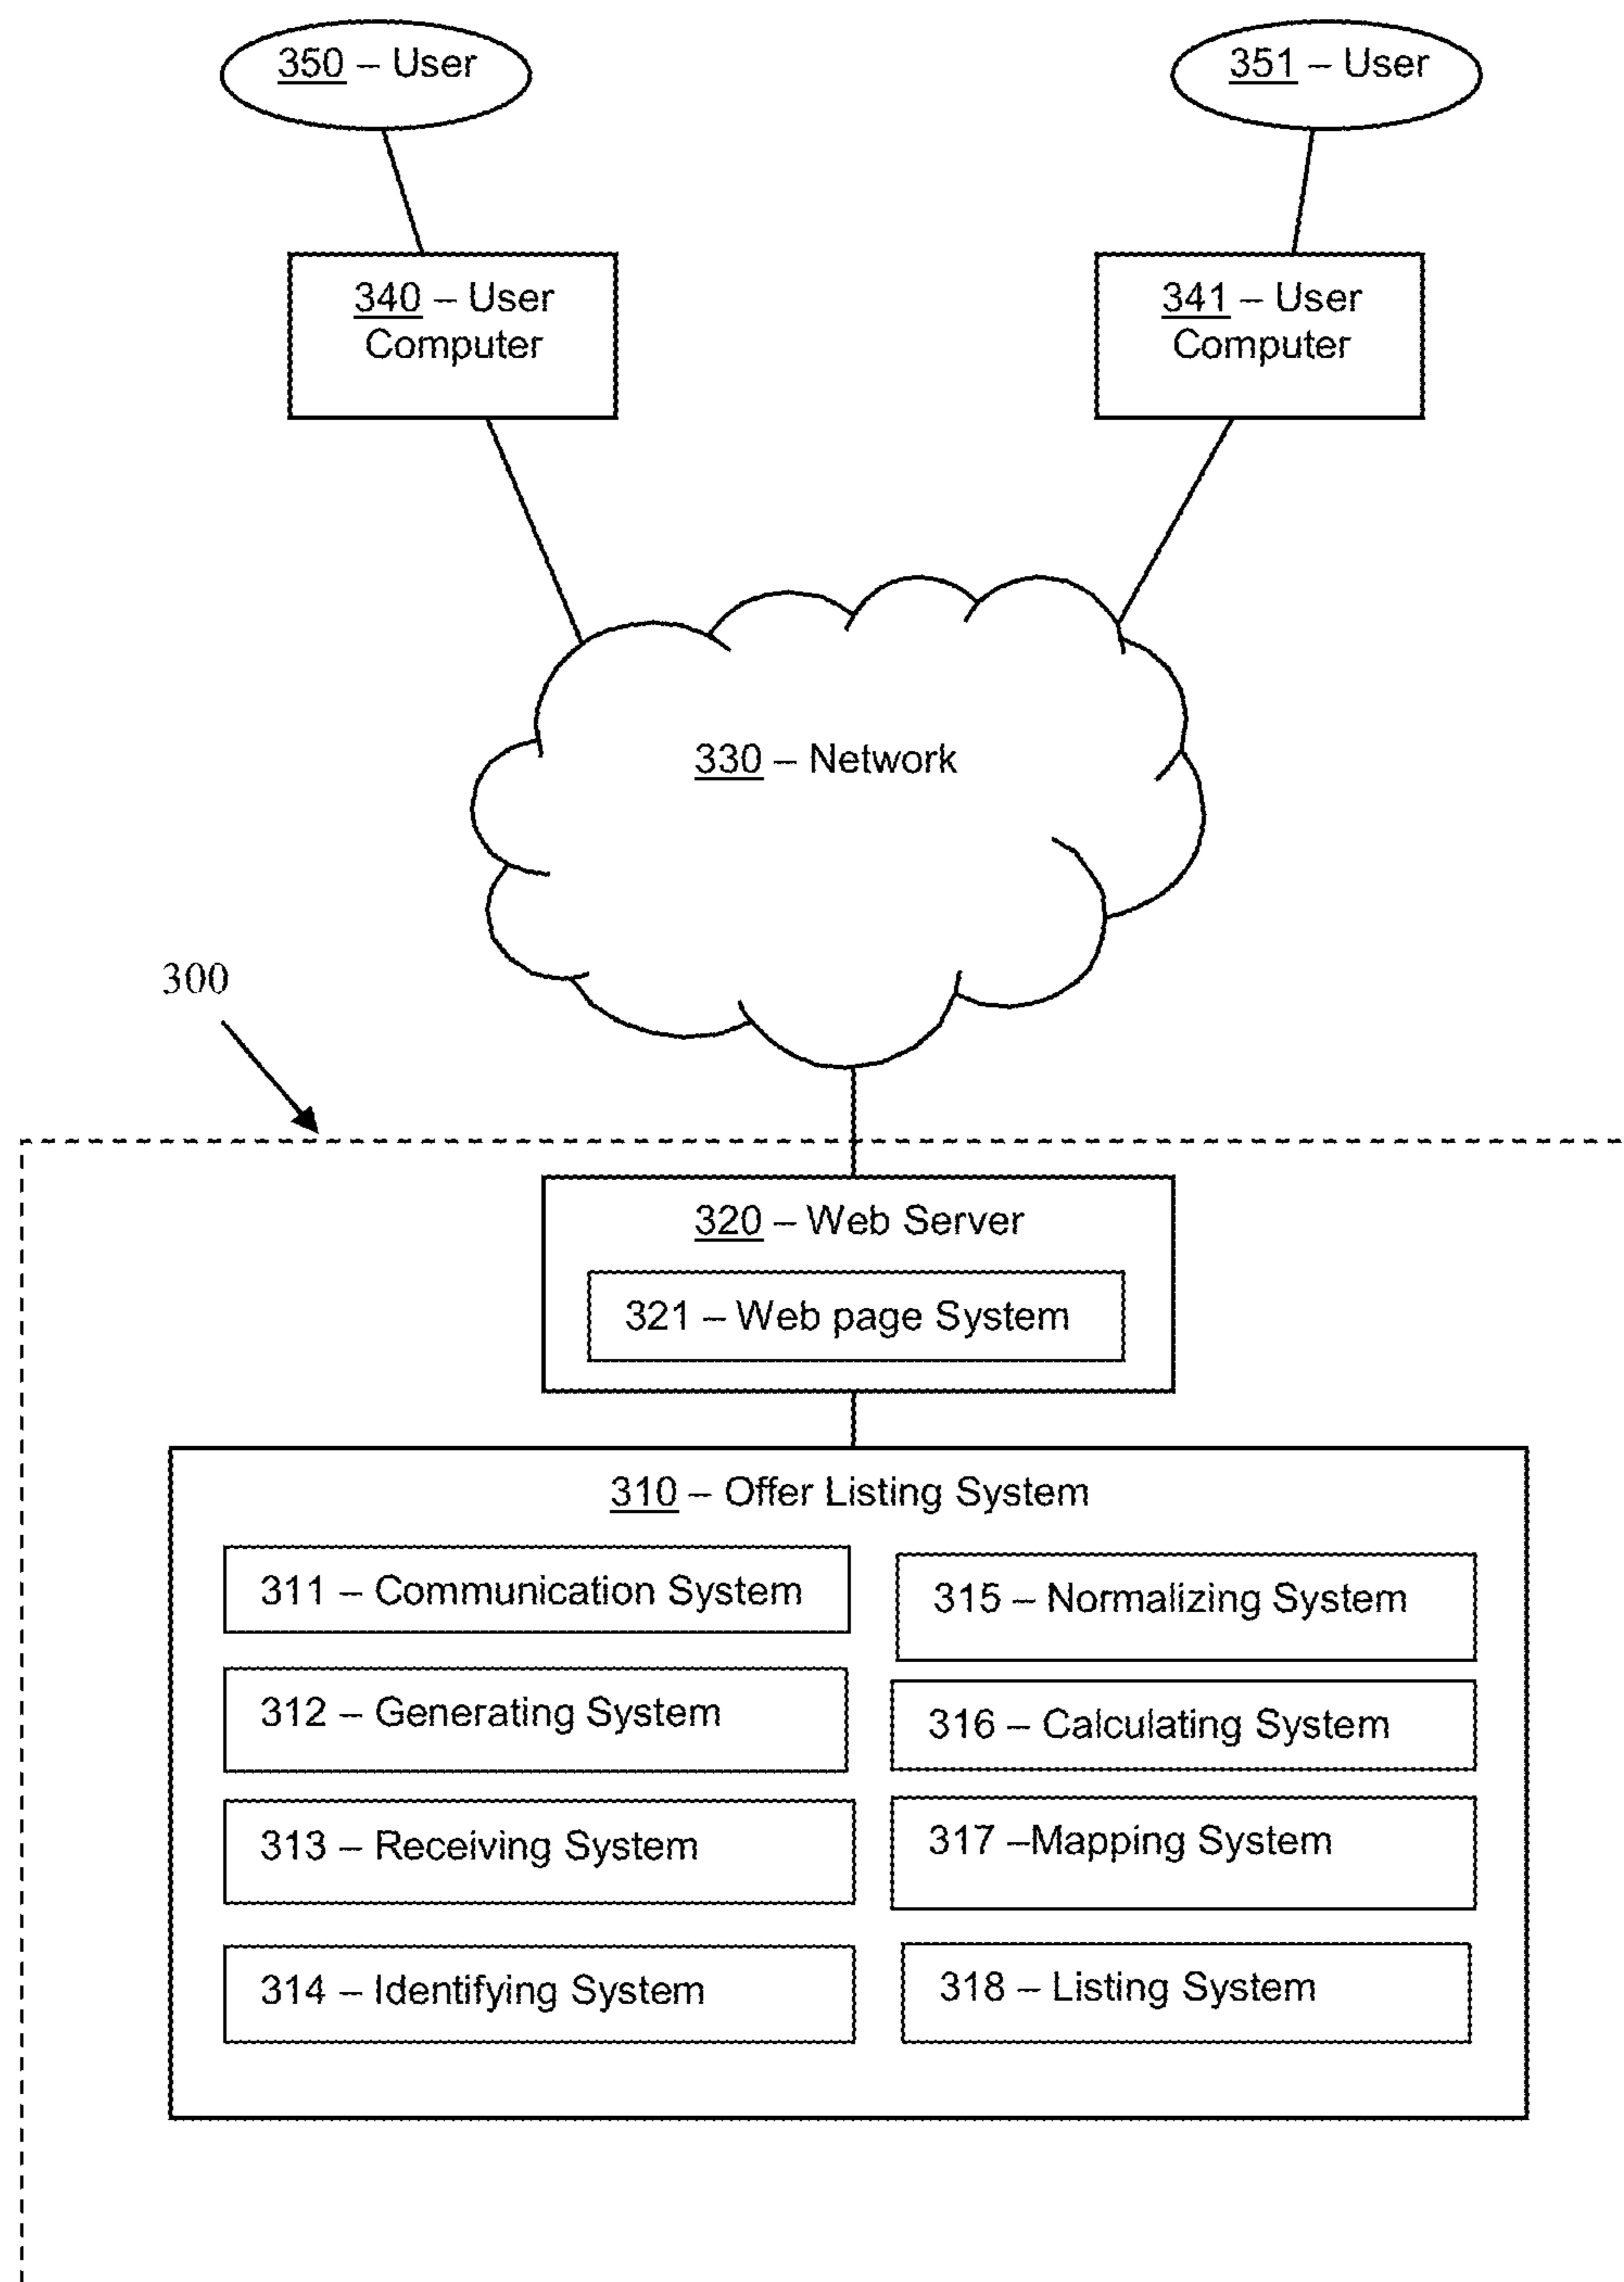 350 – User
351 – User
340 – User
Computer
341 – User
Computer
330 – Network
300
320 – Web Server
321 – Web page System
310 – Offer Listing System
311 – Communication System
315 – Normalizing System
312 – Generating System
316 – Calculating System
313 – Receiving System
317 –Mapping System
314 – Identifying System
318 – Listing System